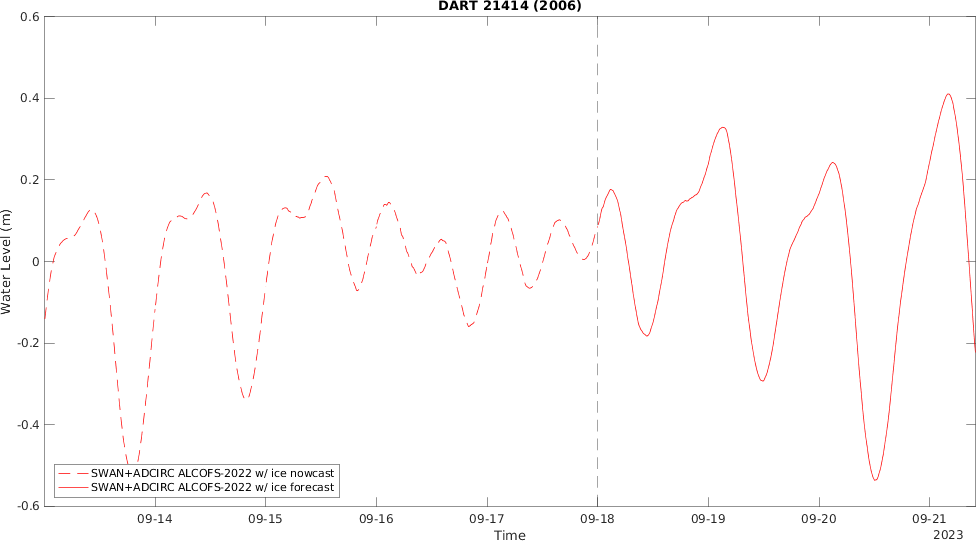 DART 21414 (2006)
0.6
0.4
0.2
0
-0.2
-0.4
-0.6
Water Level (m)
SWAN+ADCIRC ALCOFS-2022 w/ ice nowcast
SWAN+ADCIRC ALCOFS-2022 w/ ice forecast
09-14 09-15 09-16 09-17 09-18 09-19 09-20 09-21
Time
2023